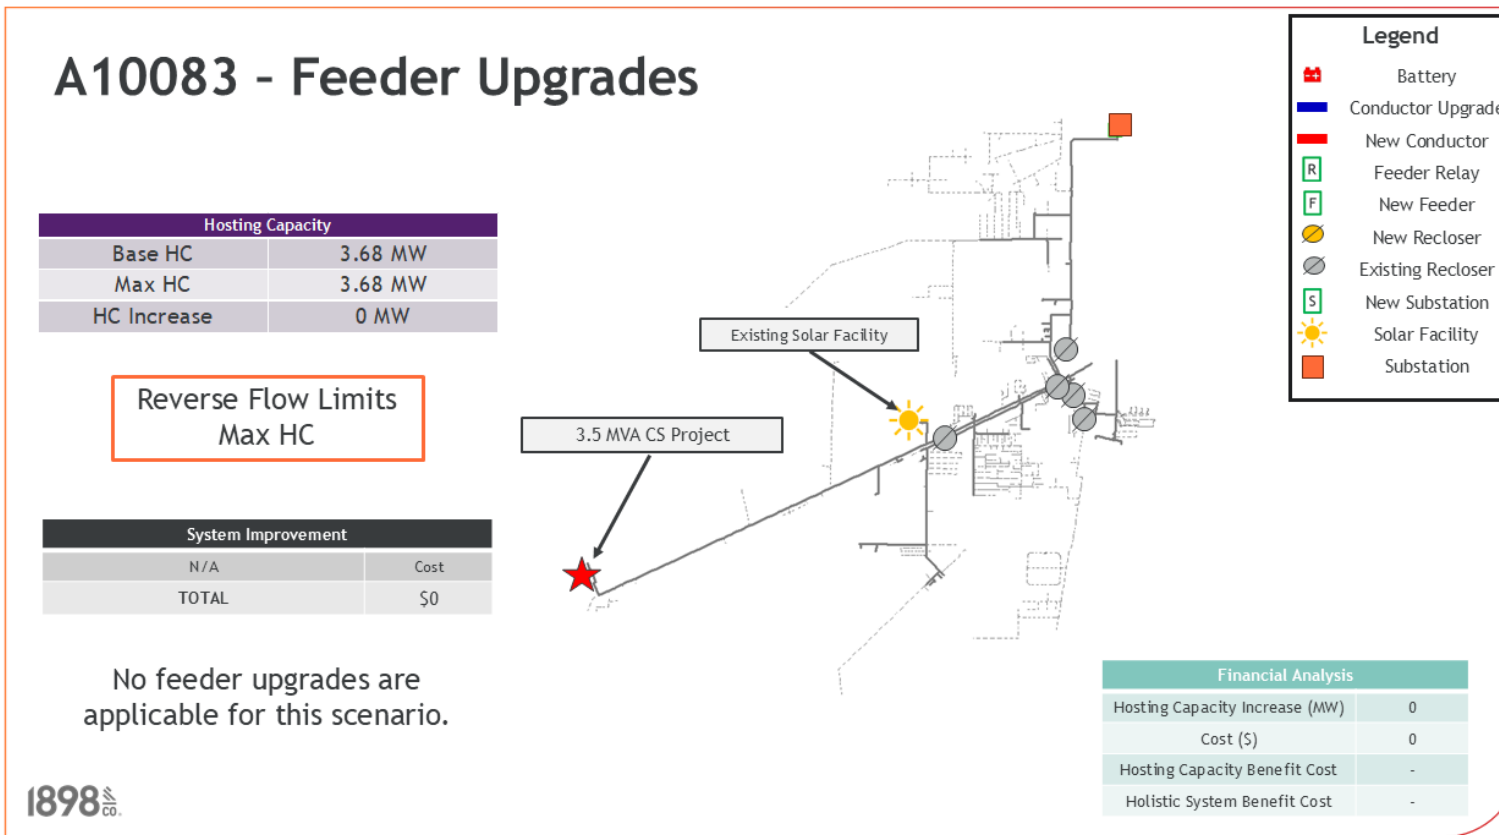 A10083 – Feeder Upgrades
Hosting Capacity
Base HC 3.68 MW
Max HC 3.68 MW
HC Increase 0 MW
Reverse Flow Limits
Max HC
System Improvement
N/A Cost
TOTAL $0
No feeder upgrades are
applicable for this scenario.
1898 & CO.
Existing Solar Facility
3.5 MVA CS Project
Legend
Battery
Conductor Upgrade
New Conductor
R Feeder Relay
F New Feeder
New Recloser
Existing Recloser
S New Substation
Solar Facility
Substation
Financial Analysis
Hosting Capacity Increase (MW) 0
Cost ($) 0
Hosting Capacity Benefit Cost -
Holistic System Benefit Cost -